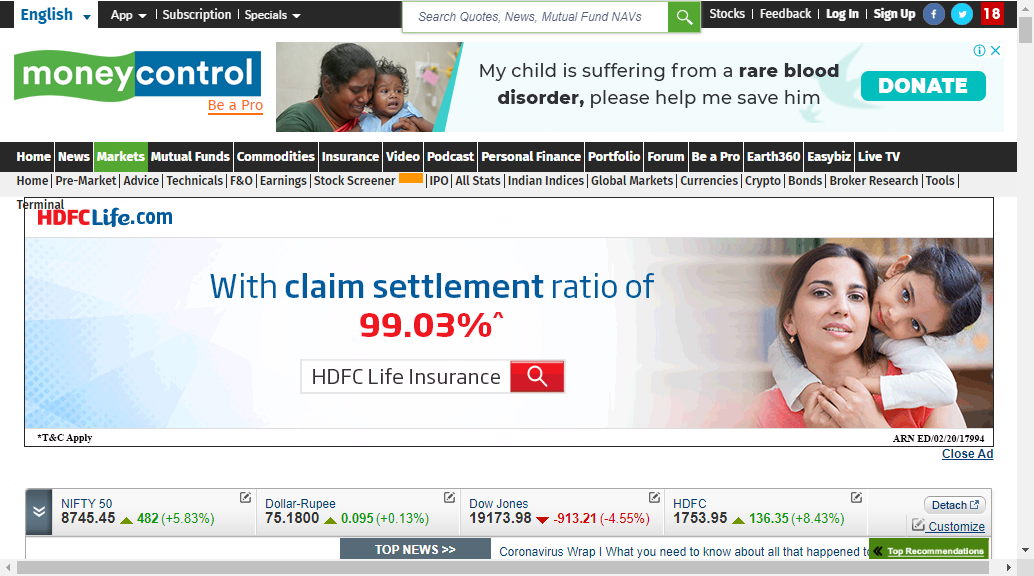 English App Subscription Specials Search Quotes, News, Mutual Fund NAVs Stocks Feedback Log In Sign Up 18
moneycontrol
Be a Pro
My child is suffering from a rare blood
disorder, please help me save him
DONATE
Home News Markets Mutual Funds Commodities Insurance Video Podcast Personal Finance Portfolio Forum Be a Pro Earth360 Easybiz Live TV
Home Pre-Market Advice Technicals F&O Earnings Stock Screener IPO All Stats Indian Indices Global Markets Currencies Crypto Bonds Broker Research Tools
Terminal
HDFCLife.com
With claim settlement ratio of
99.03%^
HDFC Life Insurance
*T&C Apply ARN ED/02/20/17994
Close Ad
NIFTY 50 Dollar-Rupee Dow Jones HDFC Detach
8745.45 482 (+5.83%) 75.1800 0.095 (+0.13%) 19173.98 -913.21 (-4.55%) 1753.95 136.35 (+8.43%)
Customize
TOP NEWS >> Coronavirus Wrap I What you need to know about all that happened to Top Recommendations